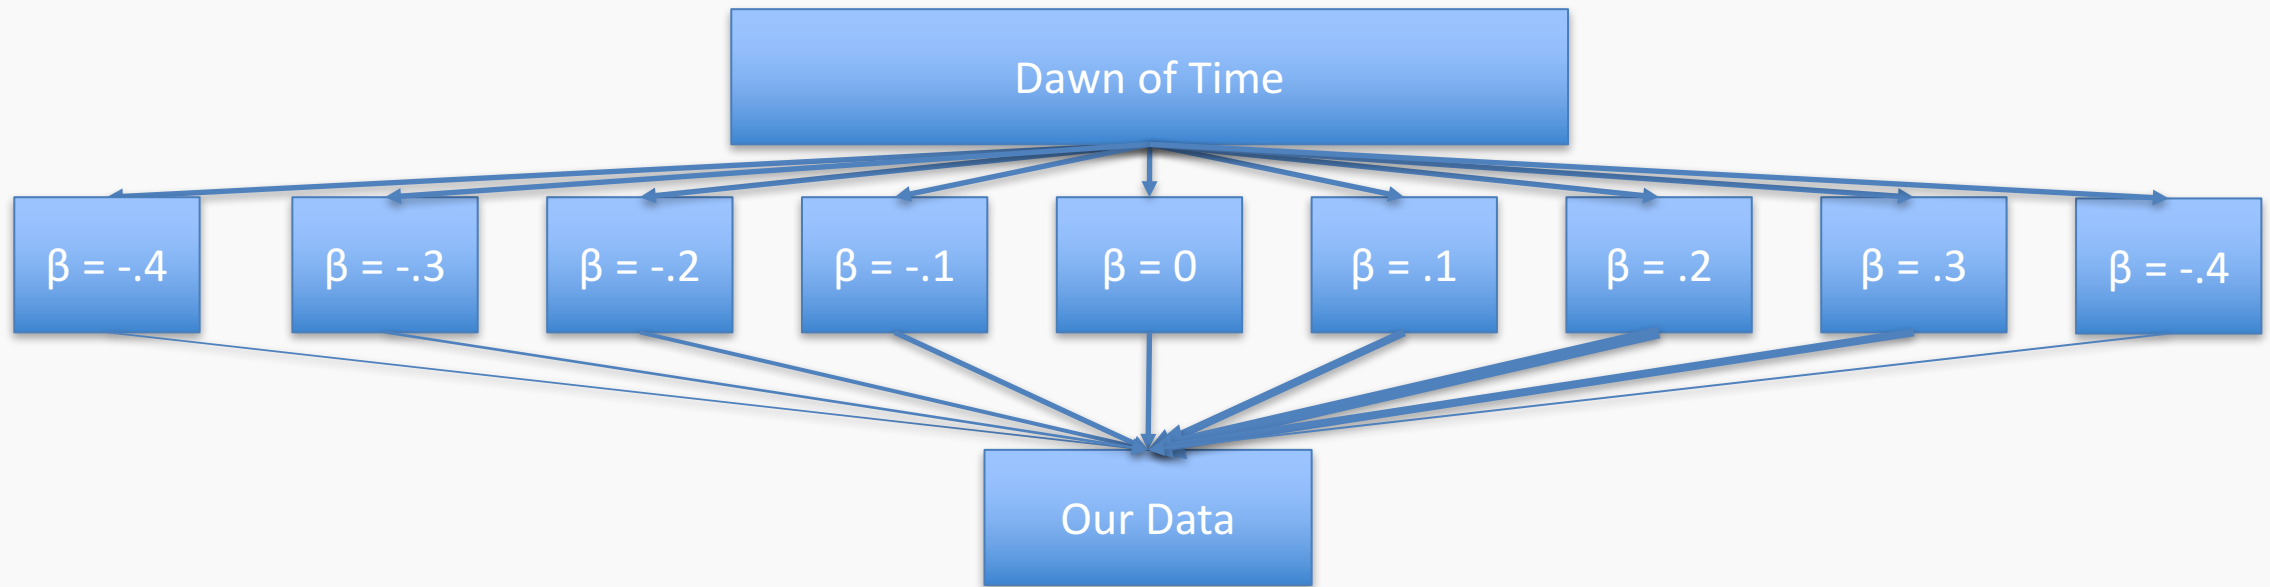 Dawn of Time
β = -.4
β = -.3
β = -.2
β = -.1
β = 0
β = .1
β = .2
β = .3
β = -.4
Our Data